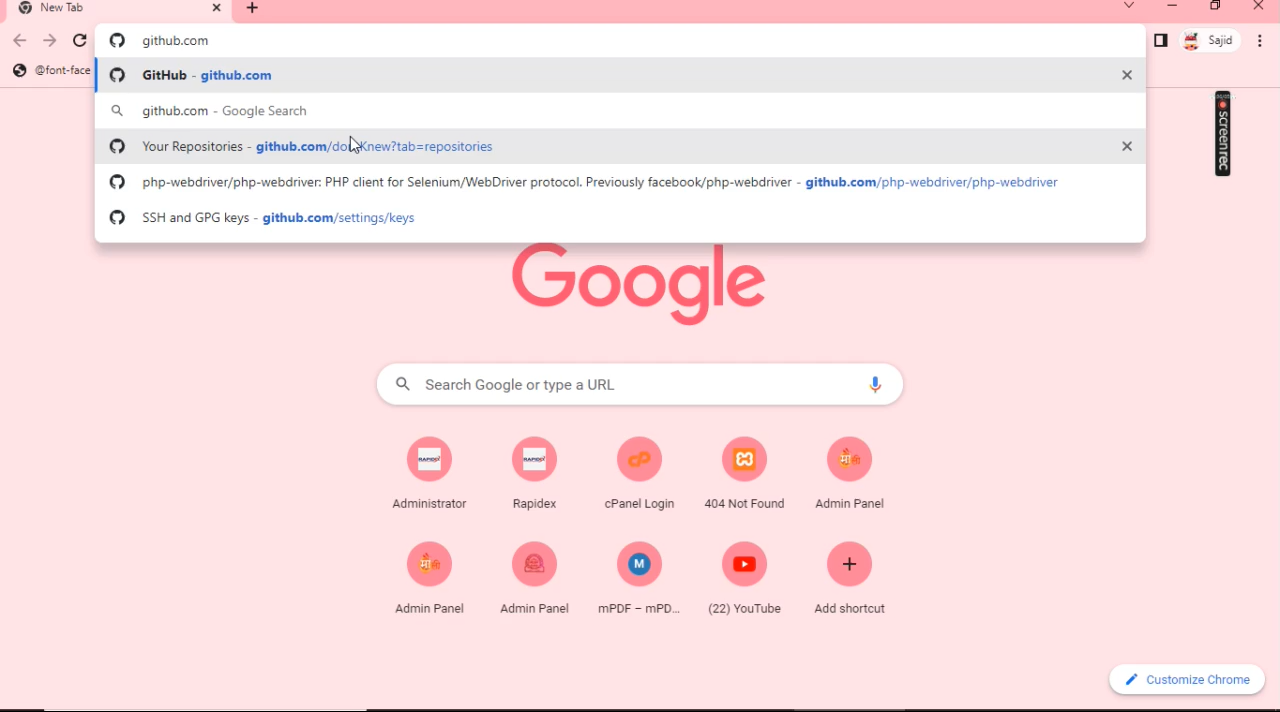 New Tab
github.com
Sajid
@font-face
GitHub - github.com
github.com - Google Search
Your Repositories - github.com/do Knew?tab=repositories
php-webdriver/php-webdriver: PHP client for Selenium/WebDriver protocol. Previously facebook/php-webdriver - github.com/php-webdriver/php-webdriver
SSH and GPG keys - github.com/settings/keys
screenrec
Google
Search Google or type a URL
Administrator
Rapidex
cPanel Login
404 Not Found
Admin Panel
Admin Panel
Admin Panel
M
mPDF – mPD...
(22) YouTube
Add shortcut
Customize Chrome